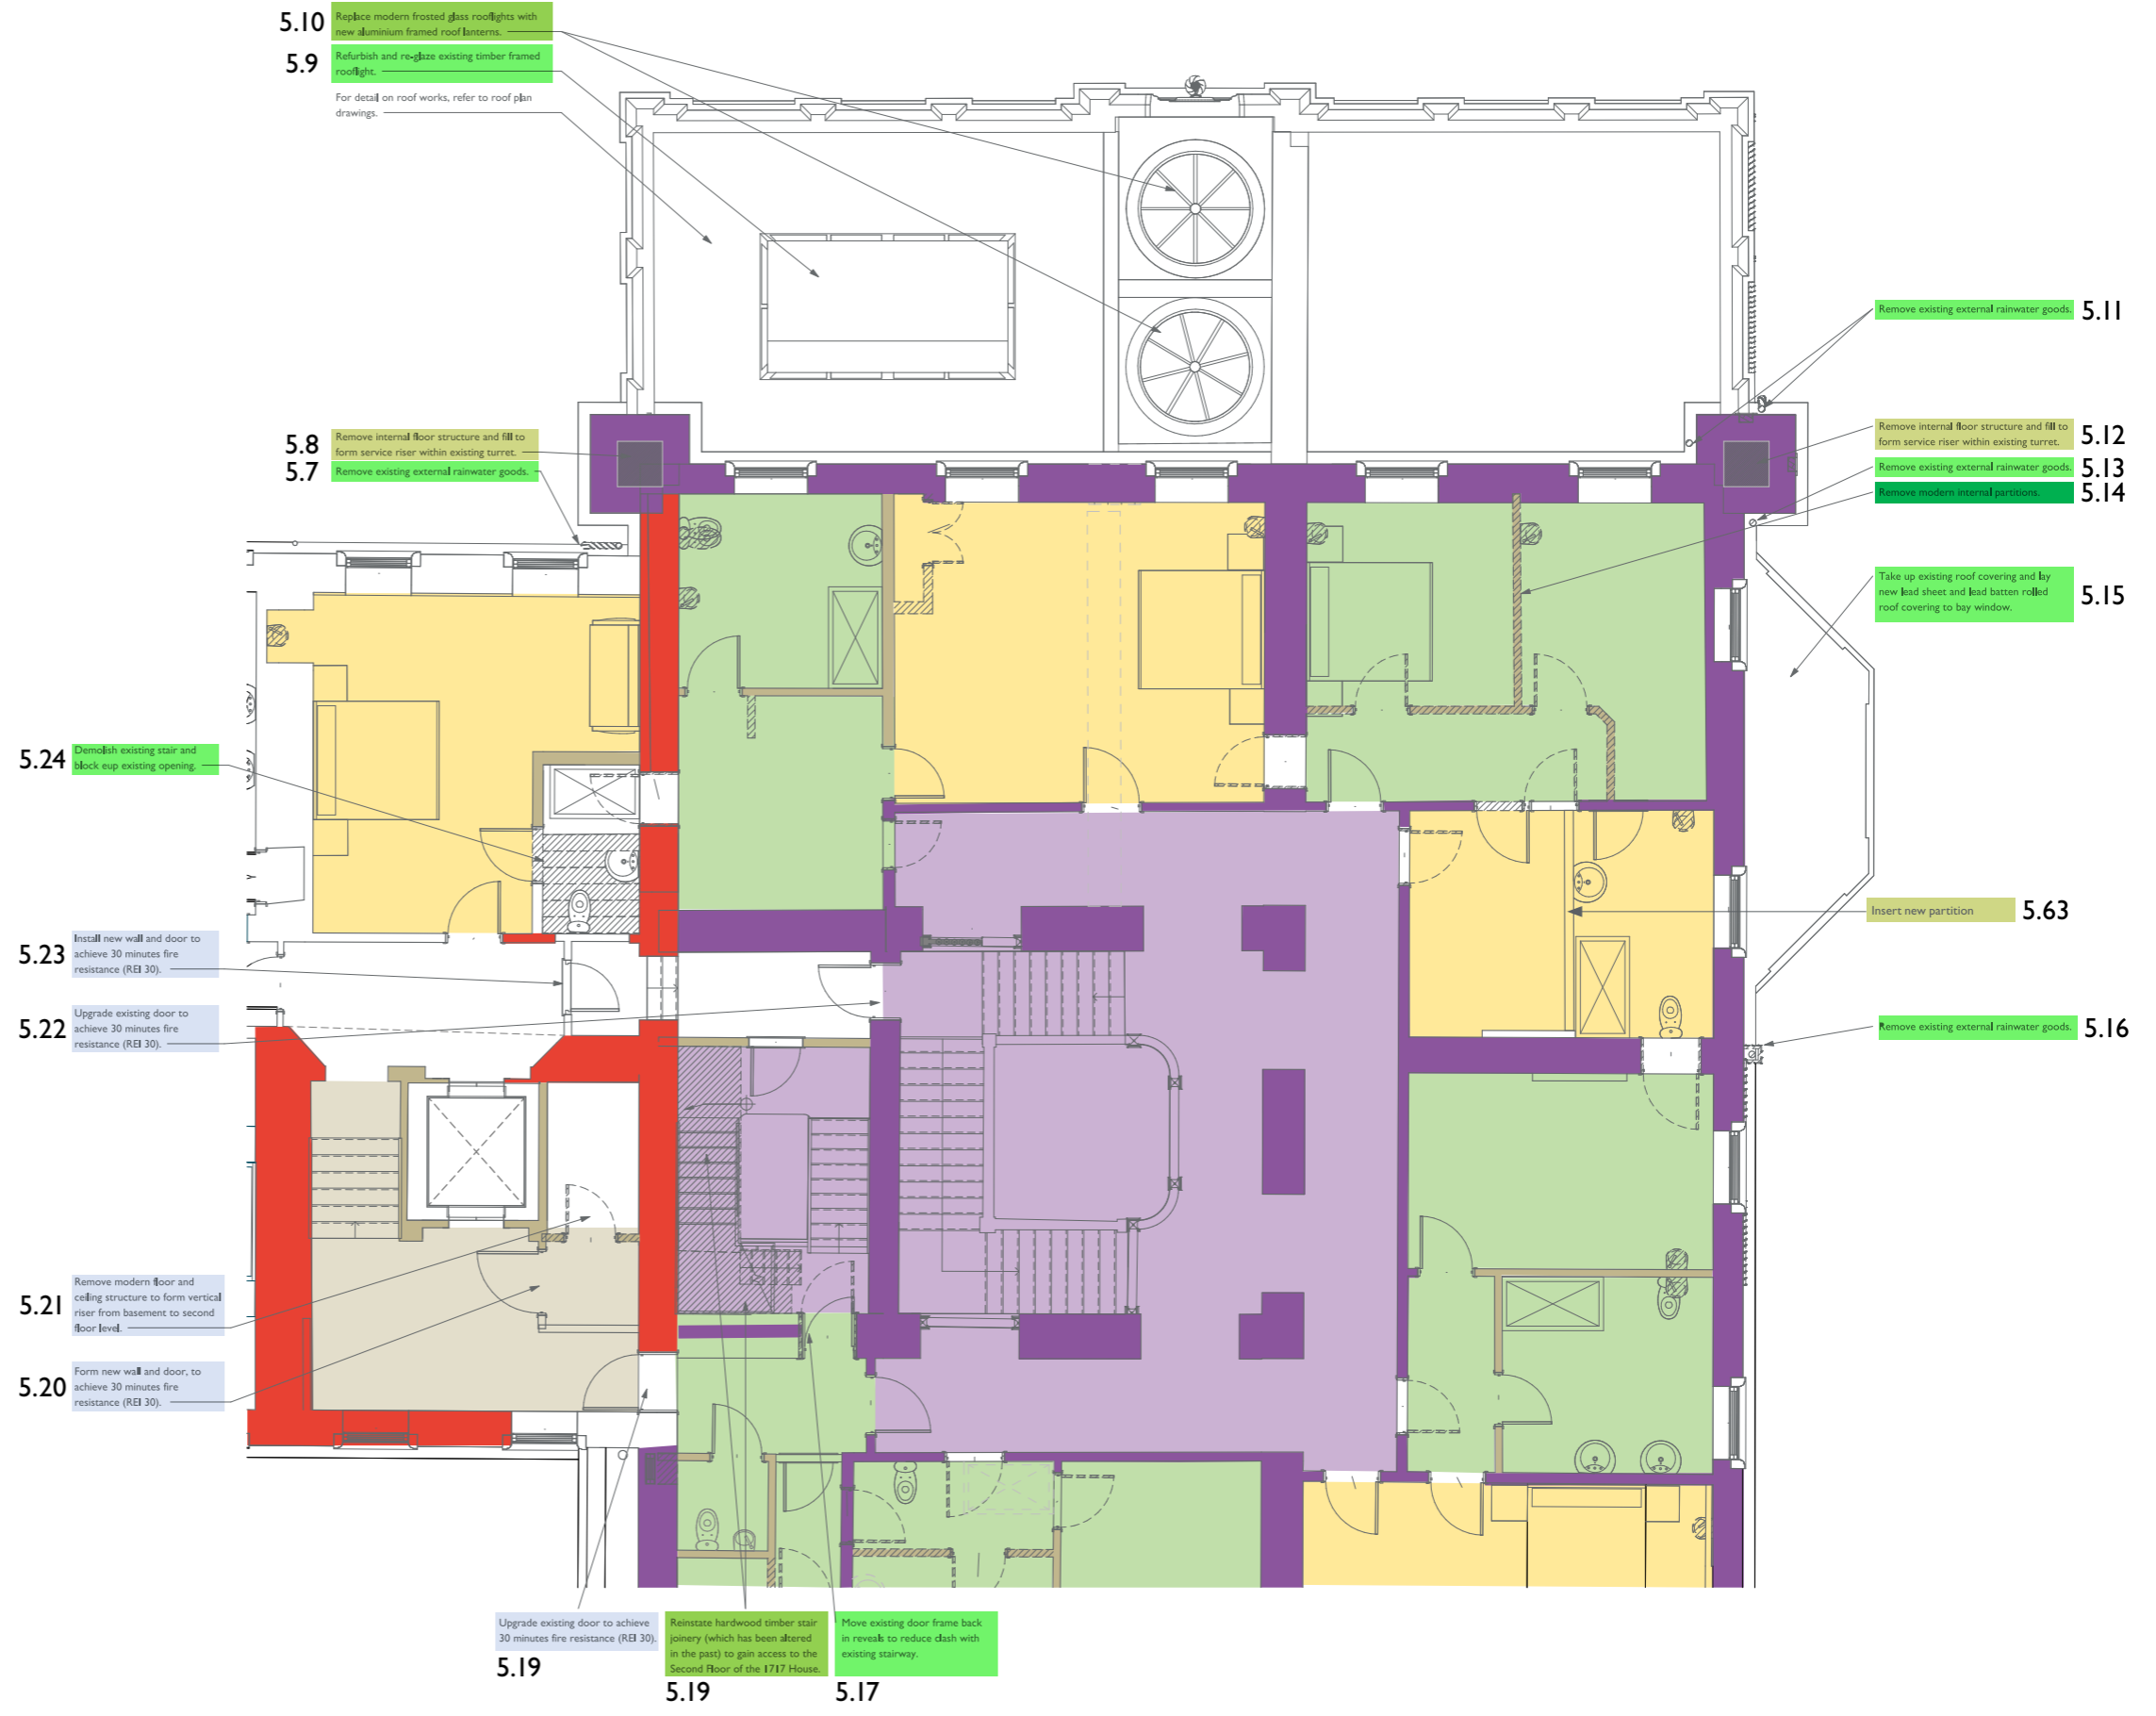 5.10
Replace modern frosted glass rooflights with
new aluminium framed roof lanterns.
5.9
Refurbish and re-glaze existing timber framed
rooflight.
For detail on roof works, refer to roof plan
drawings.
5.8
Remove internal floor structure and fill to
form service riser within existing turret.
5.7
Remove existing external rainwater goods.
Remove existing external rainwater goods.
5.11
Remove internal floor structure and fill to
form service riser within existing turret.
5.12
Remove existing external rainwater goods.
5.13
Remove modern internal partitions.
5.14
Take up existing roof covering and lay
new lead sheet and lead batten rolled
roof covering to bay window.
5.15
5.24
Demolish existing stair and
block eup existing opening.
Insert new partition
5.63
5.23
Install new wall and door to
achieve 30 minutes fire
resistance (REI 30).
5.22
Upgrade existing door to
achieve 30 minutes fire
resistance (REI 30).
Remove existing external rainwater goods.
5.16
5.21
Remove modern floor and
ceiling structure to form vertical
riser from basement to second
floor level.
5.20
Form new wall and door, to
achieve 30 minutes fire
resistance (REI 30).
Upgrade existing door to achieve
30 minutes fire resistance (REI 30).
5.19
Reinstate hardwood timber stair
joinery (which has been altered
in the past) to gain access to the
Second Floor of the 1717 House.
5.19
Move existing door frame back
in reveals to reduce clash with
existing stairway.
5.17